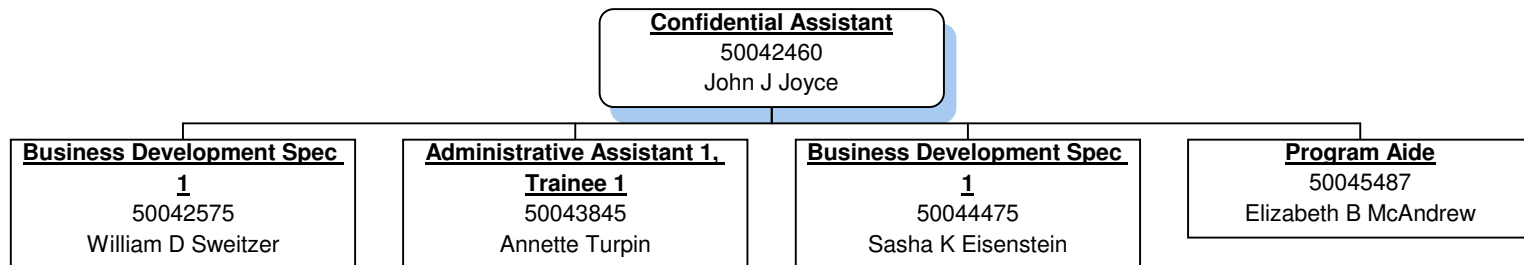 Confidential Assistant
50042460
John J Joyce
Business Development Spec
1
50042575
William D Sweitzer
Administrative Assistant 1,
Trainee 1
50043845
Annette Turpin
Business Development Spec
1
50044475
Sasha K Eisenstein
Program Aide
50045487
Elizabeth B McAndrew